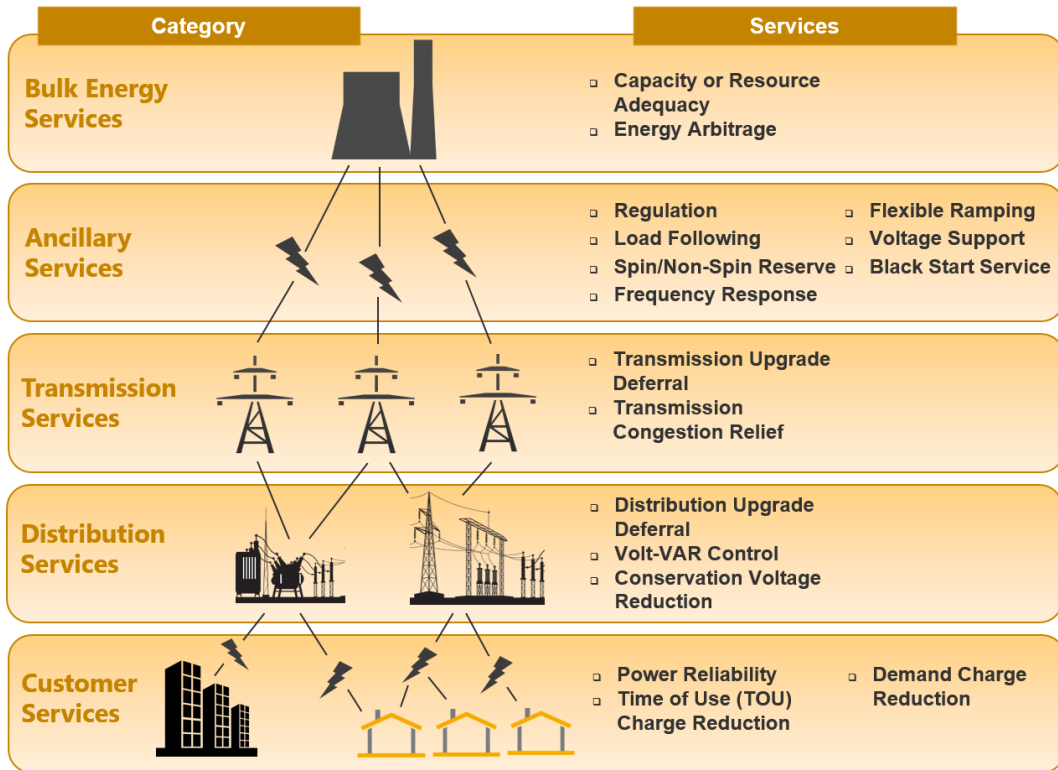 Category
Services
Bulk Energy
Services
Capacity or Resource
Adequacy
Energy Arbitrage
Ancillary
Services
Regulation
Load Following
Spin/Non-Spin Reserve
Frequency Response
Flexible Ramping
Voltage Support
Black Start Service
Transmission
Services
Transmission Upgrade
Deferral
Transmission
Congestion Relief
Distribution
Services
Distribution Upgrade
Deferral
Volt-VAR Control
Conservation Voltage
Reduction
Customer
Services
Power Reliability
Time of Use (TOU)
Charge Reduction
Demand Charge
Reduction